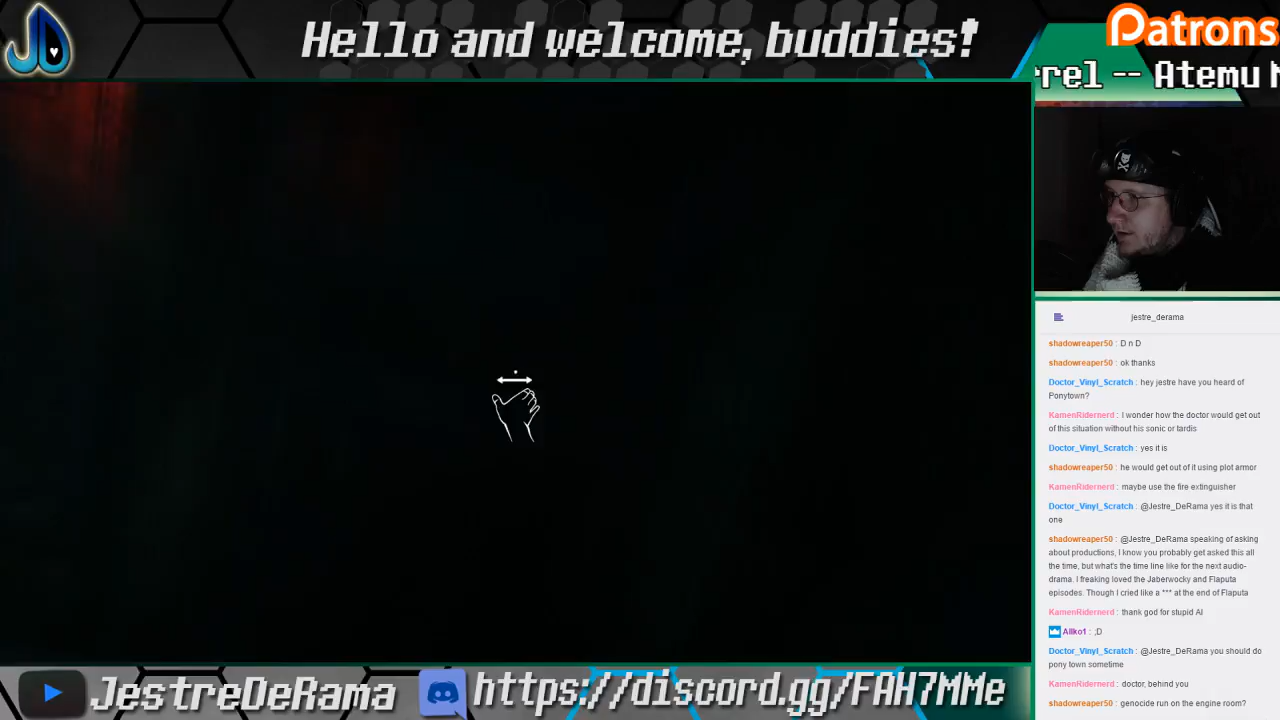 Hello and welcome, buddies!
Patrons
rrel -- Atemu
JD
jestre_derama
shadowreaper50 : D n D
shadowreaper50 : ok thanks
Doctor_Vinyl_Scratch : hey jestre have you heard of
Ponytown?
KamenRidernerd : I wonder how the doctor would get out
of this situation without his sonic or tardis
Doctor_Vinyl_Scratch : yes it is
shadowreaper50 : he would get out of it using plot armor
KamenRidernerd : maybe use the fire extinguisher
Doctor_Vinyl_Scratch : @Jestre_DeRama yes it is that
one
shadowreaper50 : @Jestre_DeRama speaking of asking
about productions, I know you probably get asked this all
the time, but what's the time line like for the next audio-
drama. I freaking loved the Jaberwocky and Flaputa
episodes. Though I cried like a *** at the end of Flaputa
KamenRidernerd : thank god for stupid AI
Aliko1 : ;D
Doctor_Vinyl_Scratch : @Jestre_DeRama you should do
pony town sometime
KamenRidernerd : doctor, behind you
shadowreaper50 : genocide run on the engine room?
JestreDeRama
https://discord.gg/FAH7MMe